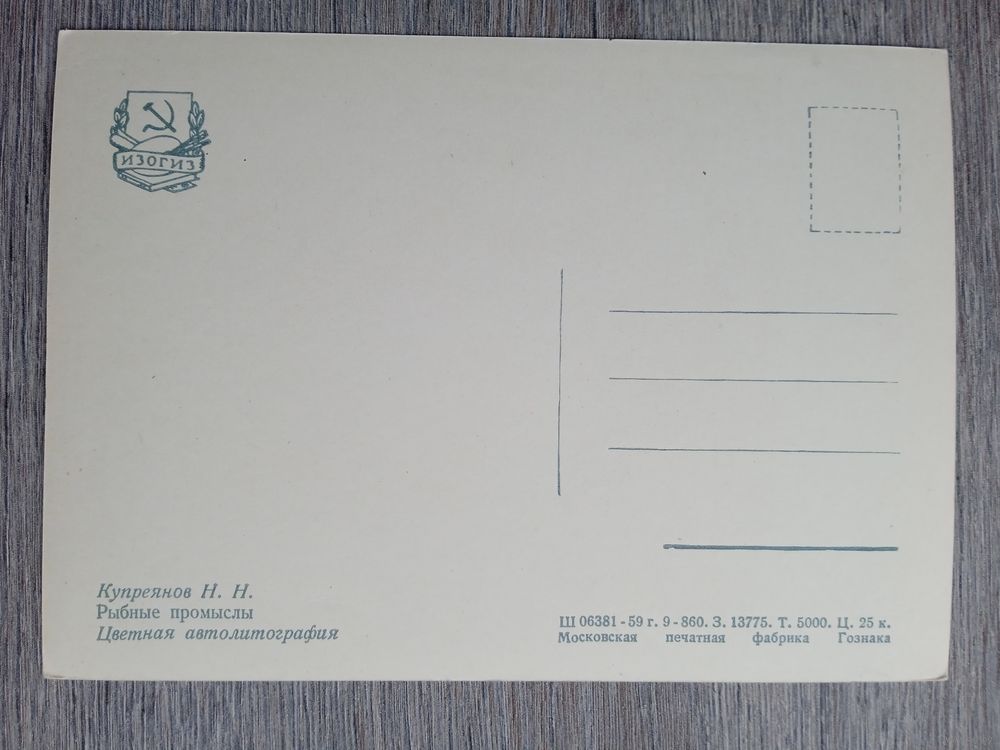 ИЗОГИЗ
Купреянов Н. Н.
Рыбные промыслы
Цветная автолитография
Ш 06381 - 59 г. 9 - 860. З. 13775. Т. 5000. Ц. 25 к.
Московская печатная фабрика Гознака